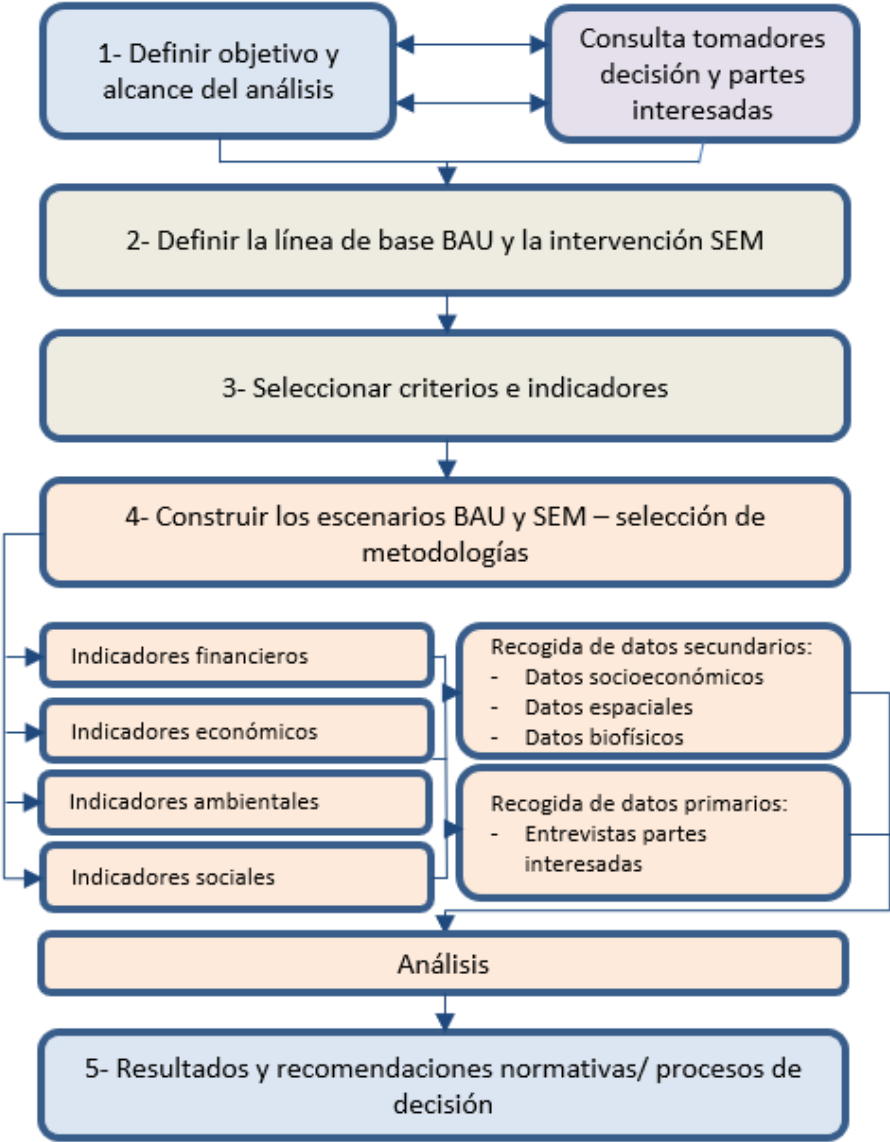 1- Definir objetivo y
alcance del análisis
Consulta tomadores
decisión y partes
interesadas
2- Definir la línea de base BAU y la intervención SEM
3- Seleccionar criterios e indicadores
4- Construir los escenarios BAU y SEM – selección de
metodologías
Indicadores financieros
Indicadores económicos
Indicadores ambientales
Indicadores sociales
Recogida de datos secundarios:
- Datos socioeconómicos
- Datos espaciales
- Datos biofísicos
Recogida de datos primarios:
- Entrevistas partes
interesadas
Análisis
5- Resultados y recomendaciones normativas/ procesos de
decisión